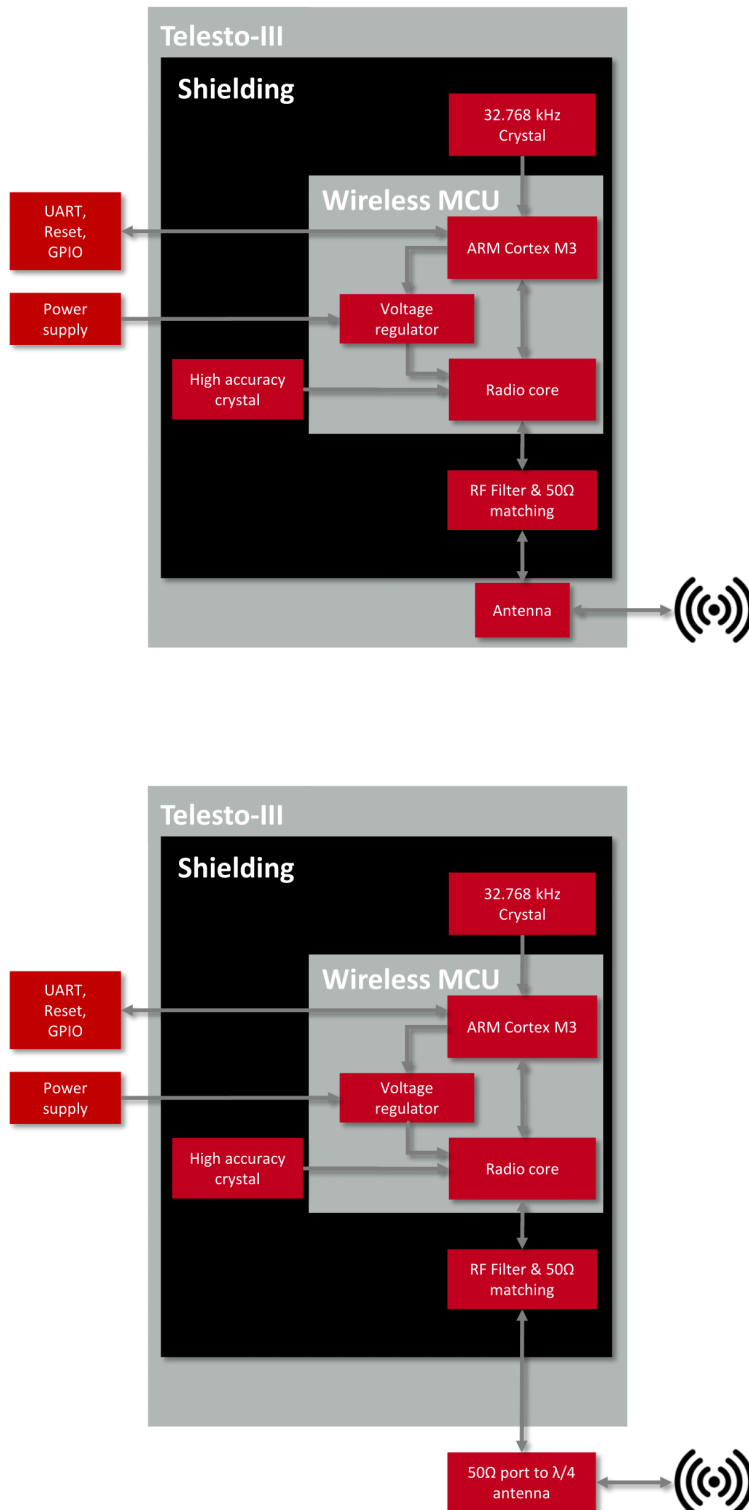 Telesto-III
Shielding
32.768 kHz
Crystal
Wireless MCU
UART,
Reset,
GPIO
ARM Cortex M3
Power
supply
Voltage
regulator
High accuracy
crystal
Radio core
RF Filter & 50Ω
matching
Antenna
Telesto-III
Shielding
32.768 kHz
Crystal
Wireless MCU
UART,
Reset,
GPIO
ARM Cortex M3
Power
supply
Voltage
regulator
High accuracy
crystal
Radio core
RF Filter & 50Ω
matching
50Ω port to λ/4
antenna